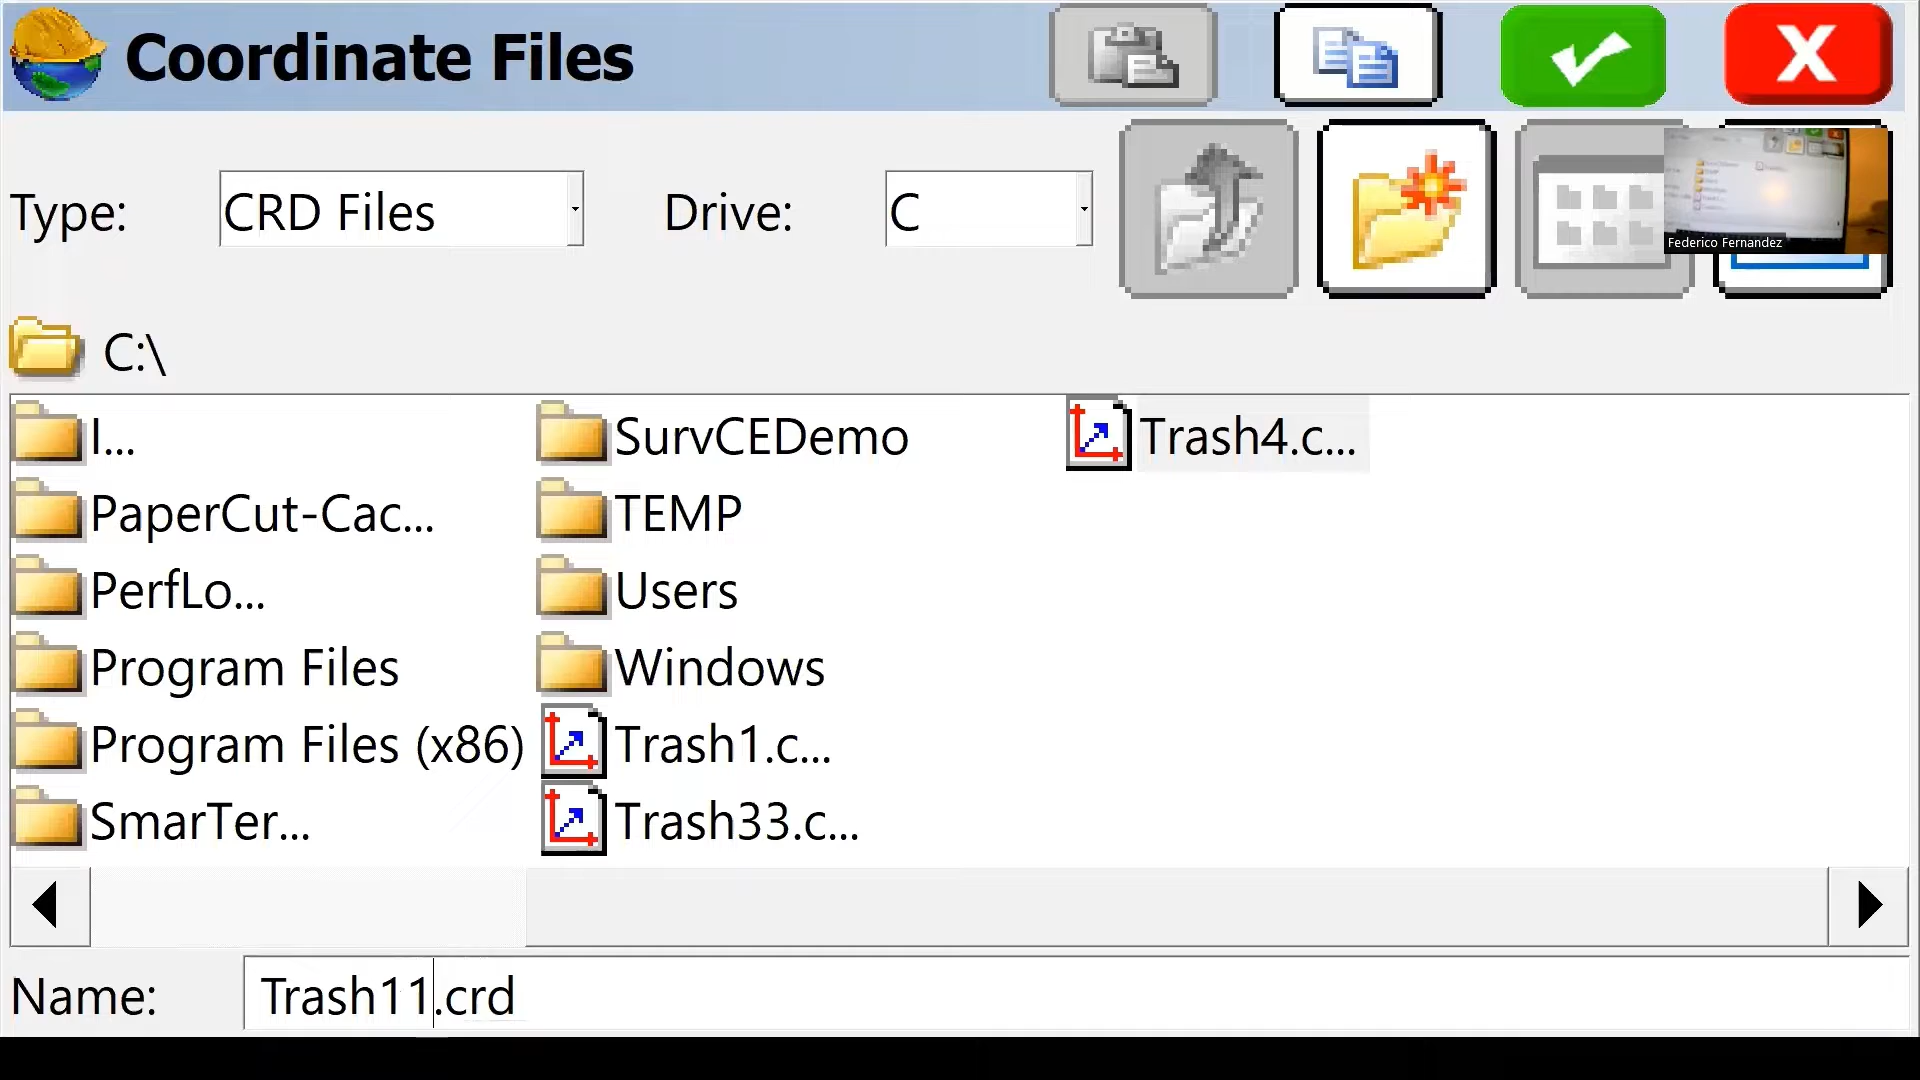 Coordinate Files
Type: CRD Files Drive: C
Federico Fernandez
C:\
I... SurvCEDemo Trash4.c...
PaperCut-Cac... TEMP
PerfLo... Users
Program Files Windows
Program Files (x86) Trash1.c...
SmarTer... Trash33.c...
Name: Trash11.crd